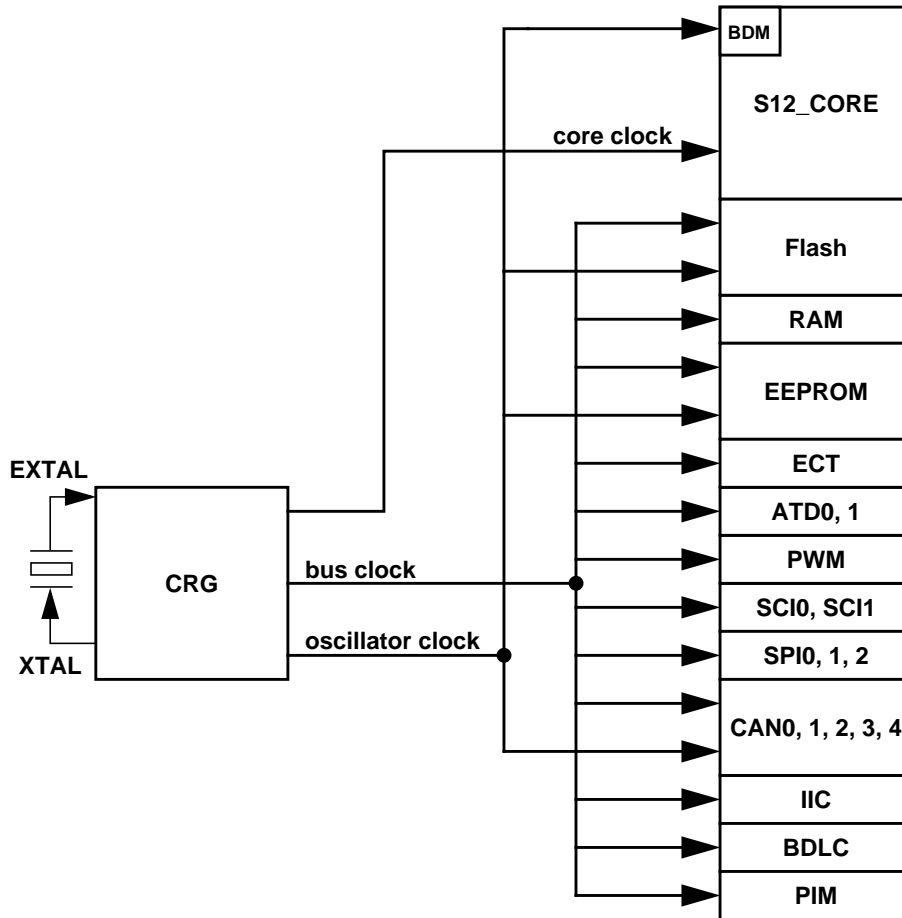 BDM
S12_CORE
core clock
Flash
RAM
EEPROM
EXTAL
ECT
ATD0, 1
bus clock
CRG
PWM
SCI0, SCI1
oscillator clock
XTAL
SPI0, 1, 2
CAN0, 1, 2, 3, 4
IIC
BDLC
PIM